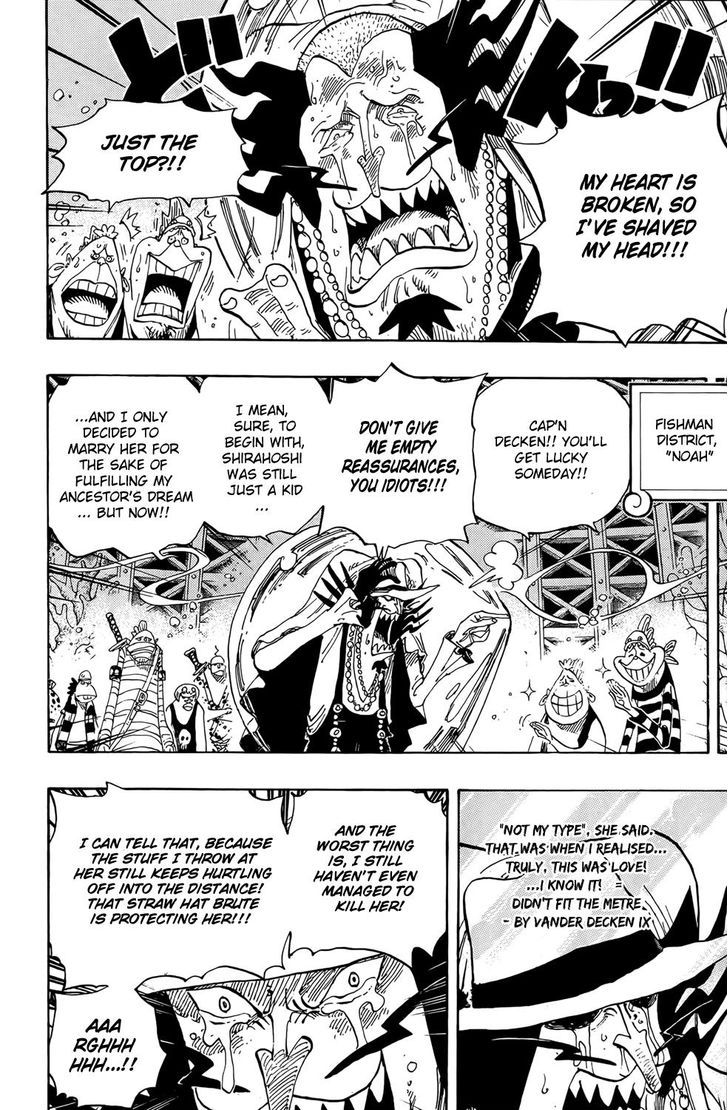 ド
ーん!!
MY HEART IS
BROKEN, SO
I'VE SHAVED
MY HEAD!!!
JUST THE
TOP?!!
FISHMAN
DISTRICT,
"NOAH"
CAP'N
DECKEN!! YOU'LL
GET LUCKY
SOMEDAY!!
DON'T GIVE
ME EMPTY
REASSURANCES,
YOU IDIOTS!!!
I MEAN,
SURE, TO
BEGIN WITH,
SHIRAHOSHI
WAS STILL
JUST A KID
...
...AND I ONLY
DECIDED TO
MARRY HER FOR
THE SAKE OF
FULFILLING MY
ANCESTOR'S DREAM
... BUT NOW!!
"NOT MY TYPE", SHE SAID.
THAT WAS WHEN I REALISED...
TRULY, THIS WAS LOVE!
...I KNOW IT!
DIDN'T FIT THE METRE.
- BY VANDER DECKEN IX
AND THE
WORST THING
IS, I STILL
HAVEN'T EVEN
MANAGED TO
KILL HER!
I CAN TELL THAT, BECAUSE
THE STUFF I THROW AT
HER STILL KEEPS HURTLING
OFF INTO THE DISTANCE!
THAT STRAW HAT BRUTE
IS PROTECTING HER!!!
AAA
RGHHH
HHH...!!